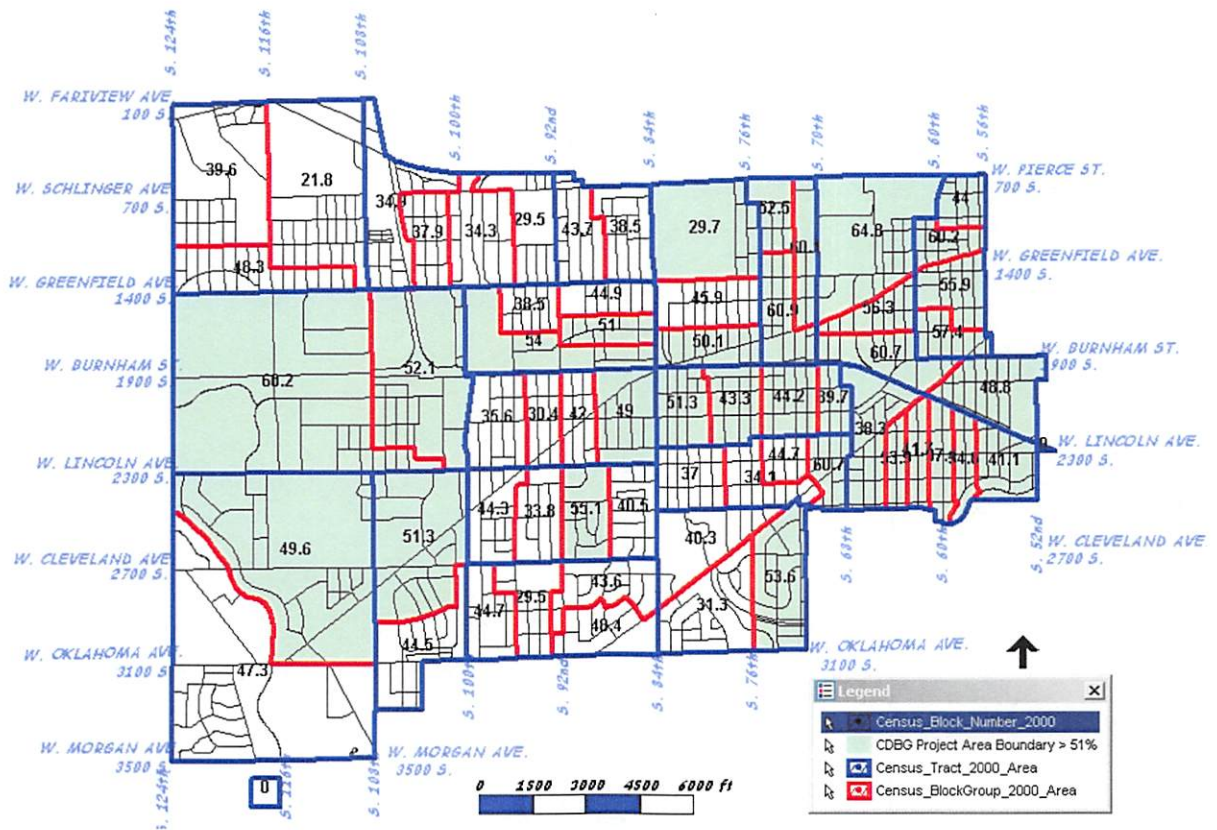 S. 124th
S. 116th
S. 108th
W. FARIVIEW AVE
100 S.
S. 100th
S. 92nd
S. 84th
S. 76th
S. 70th
S. 60th
S. 56th
W. PIERCE ST.
700 S.
W. SCHLINGER AVE
700 S.
39.6
21.8
34.9
37.9
34.3
29.5
43.7
38.5
29.7
52.5
60.1
64.8
44
60.2
48.3
W. GREENFIELD AVE.
1400 S.
W. GREENFIELD AVE.
1400 S.
38.5
44.9
51
54
45.9
50.1
60.9
56.3
55.9
57.4
60.7
W. BURNHAM ST.
1900 S.
W. BURNHAM ST.
1900 S.
60.2
52.1
35.6
30.4
42
49
51.3
43.3
44.2
39.7
38.3
48.8
41.1
W. LINCOLN AVE.
2300 S.
W. LINCOLN AVE.
2300 S.
44.3
33.8
55.1
40.5
37
34.1
44.7
60.7
49.6
51.3
40.3
W. CLEVELAND AVE
2700 S.
S. 68th
S. 60th
S. 52nd
W. CLEVELAND AVE
2700 S.
44.5
44.7
29.5
43.6
40.4
31.3
53.6
W. OKLAHOMA AVE.
3100 S.
47.3
S. 100th
S. 92nd
S. 84th
S. 76th
W. OKLAHOMA AVE.
3100 S.
W. MORGAN AVE
3500 S.
W. MORGAN AVE.
3500 S.
S. 124th
0
S. 116th
S. 108th
0 1500 3000 4500 6000 ft
Legend
Census_Block_Number_2000
CDBG Project Area Boundary > 51%
Census_Tract_2000_Area
Census_BlockGroup_2000_Area